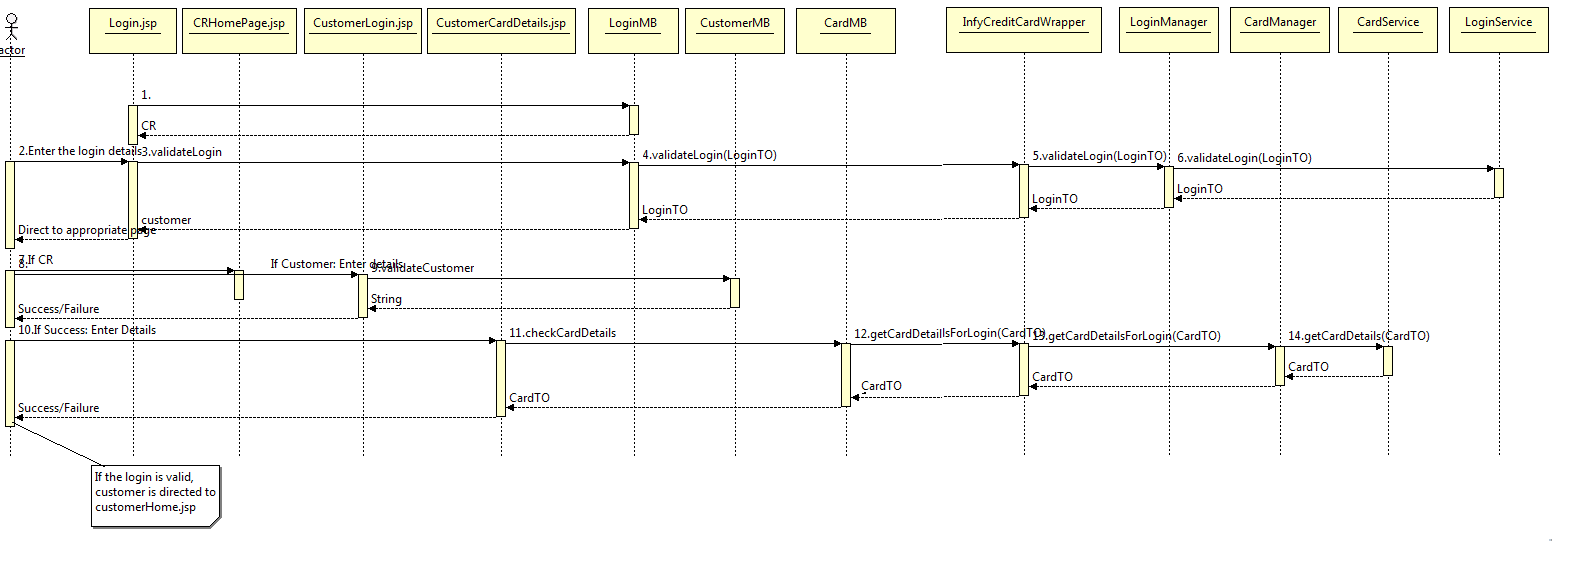 actor
Login.jsp
CRHomePage.jsp
CustomerLogin.jsp
CustomerCardDetails.jsp
LoginMB
CustomerMB
CardMB
InfyCreditCardWrapper
LoginManager
CardManager
CardService
LoginService
1.
CR
2.Enter the login details
3.validateLogin
4.validateLogin(LoginTO)
5.validateLogin(LoginTO)
6.validateLogin(LoginTO)
LoginTO
LoginTO
LoginTO
customer
Direct to appropriate page
7.If CR
8.
If Customer: Enter details
9.validateCustomer
String
Success/Failure
10.If Success: Enter Details
11.checkCardDetails
12.getCardDetaillsForLogin(CardTO)
13.getCardDetailsForLogin(CardTO)
14.getCardDetails(CardTO)
CardTO
CardTO
CardTO
CardTO
Success/Failure
If the login is valid,
customer is directed to
customerHome.jsp